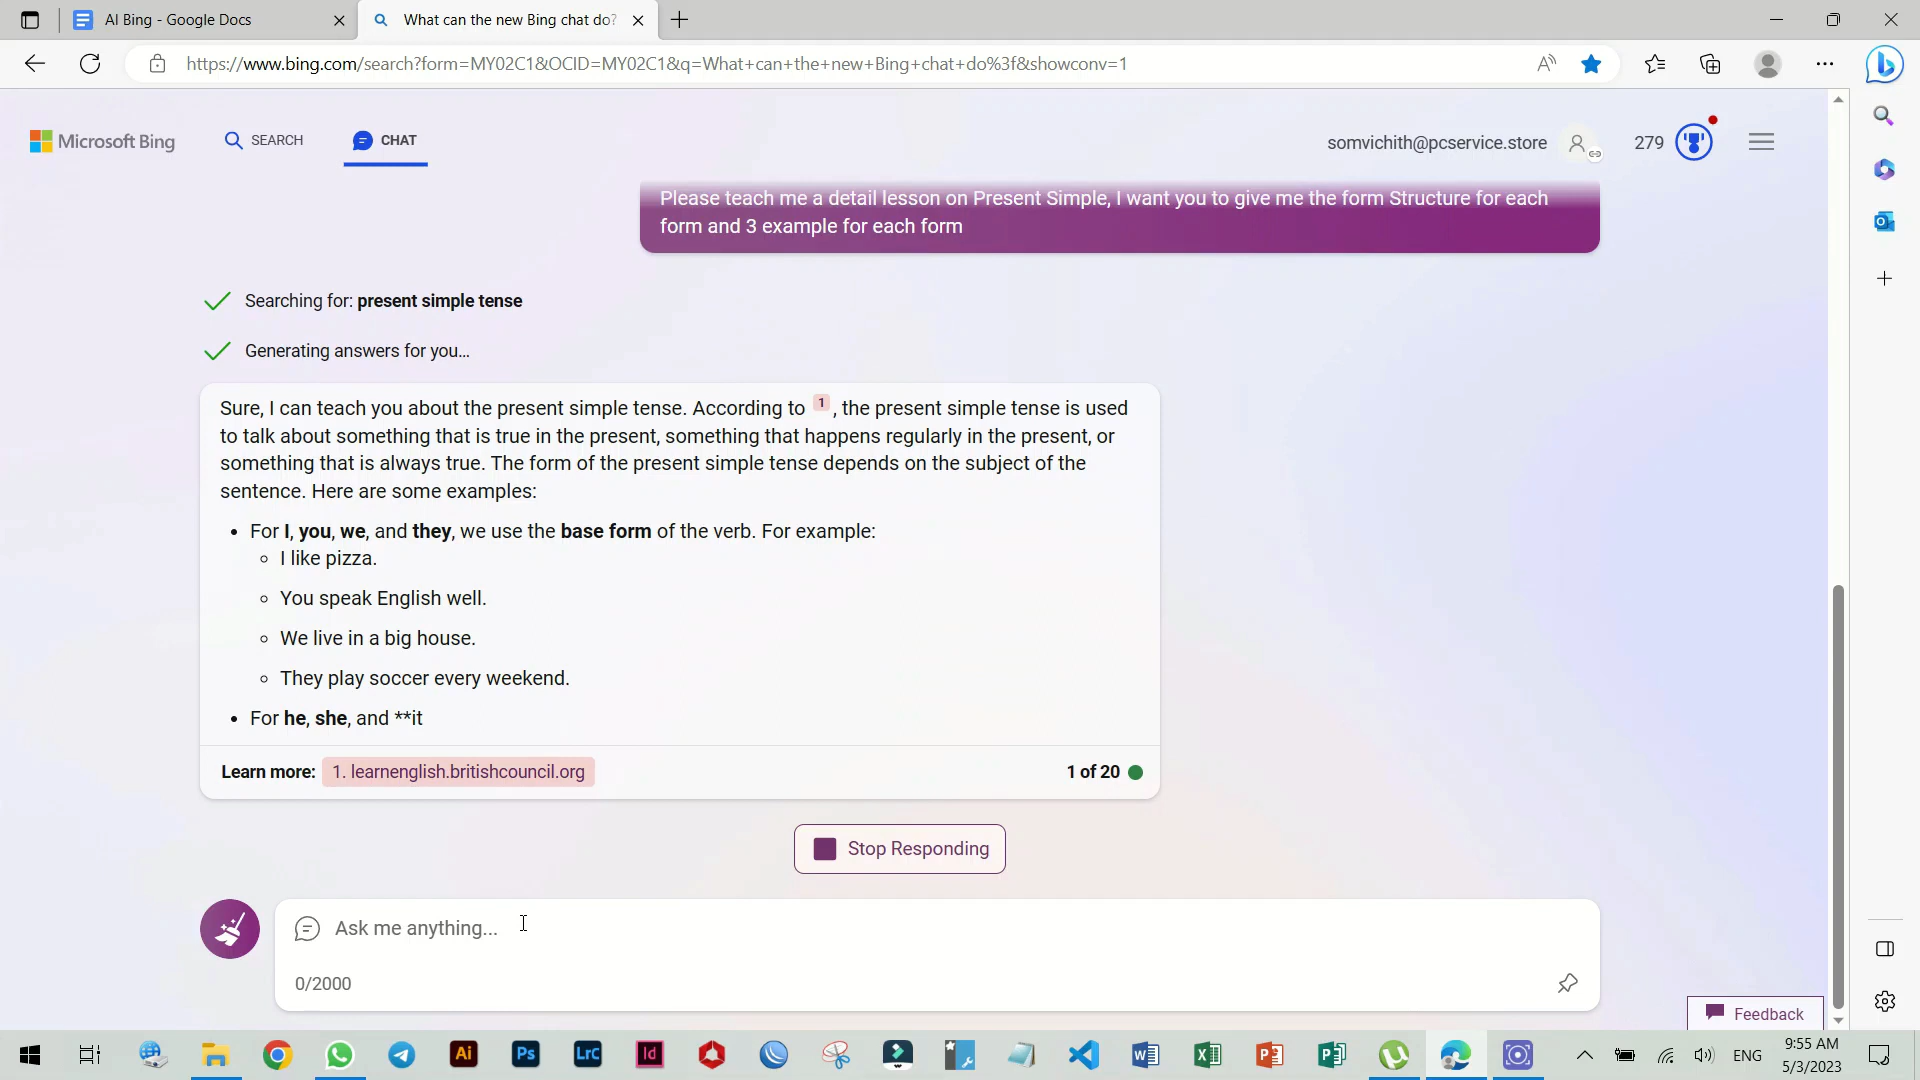 AI Bing - Google Docs
What can the new Bing chat do?
https://www.bing.com/search?form=MY02C1&OCID=MY02C1&q=What+can+the+new+Bing+chat+do%3f&showconv=1
Microsoft Bing
SEARCH
CHAT
somvichith@pcservice.store
279
Please teach me a detail lesson on Present Simple, I want you to give me the form Structure for each
form and 3 example for each form
Searching for: present simple tense
Generating answers for you...
Sure, I can teach you about the present simple tense. According to 1, the present simple tense is used
to talk about something that is true in the present, something that happens regularly in the present, or
something that is always true. The form of the present simple tense depends on the subject of the
sentence. Here are some examples:
For I, you, we, and they, we use the base form of the verb. For example:
I like pizza.
You speak English well.
We live in a big house.
They play soccer every weekend.
For he, she, and **it
Learn more: 1. learnenglish.britishcouncil.org
1 of 20
Stop Responding
Ask me anything...
0/2000
Feedback
ENG
9:55 AM
5/3/2023